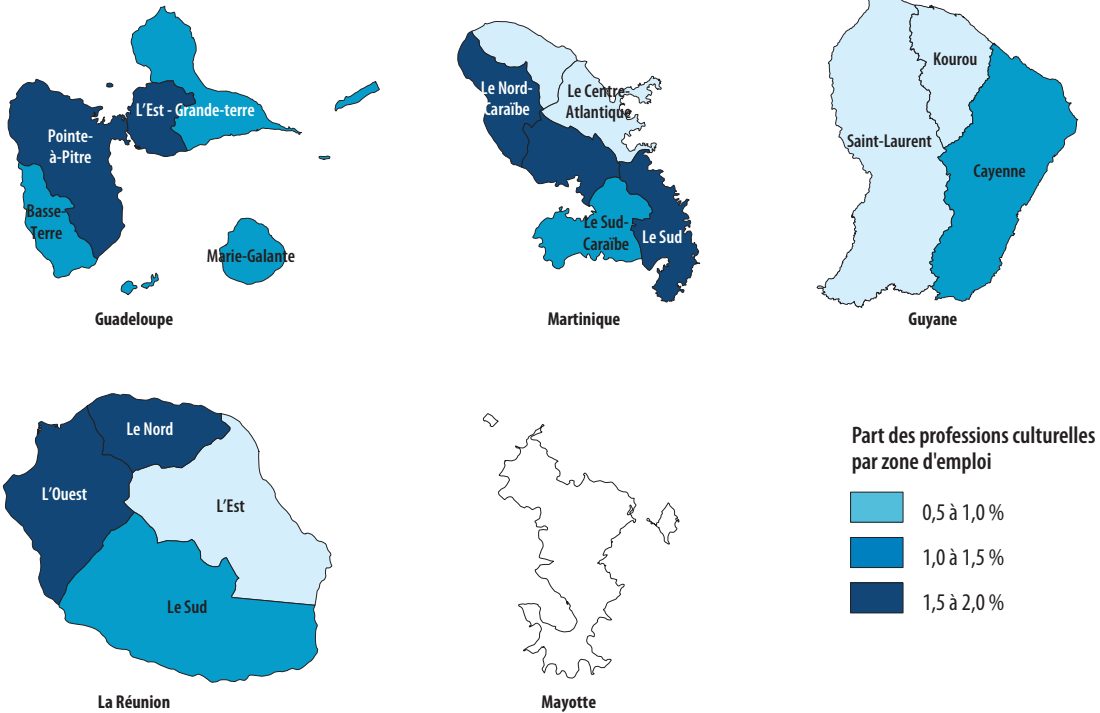 L'Est - Grande-terre
Pointe-
à-Pitre
Basse-
Terre
Marie-Galante
Guadeloupe
Le Nord-
Caraïbe
Le Centre-
Atlantique
Le Sud-
Caraïbe
Le Sud
Martinique
Kourou
Saint-Laurent
Cayenne
Guyane
Le Nord
L'Ouest
L'Est
Le Sud
La Réunion
Mayotte
Part des professions culturelles
par zone d'emploi
0,5 à 1,0 %
1,0 à 1,5 %
1,5 à 2,0 %